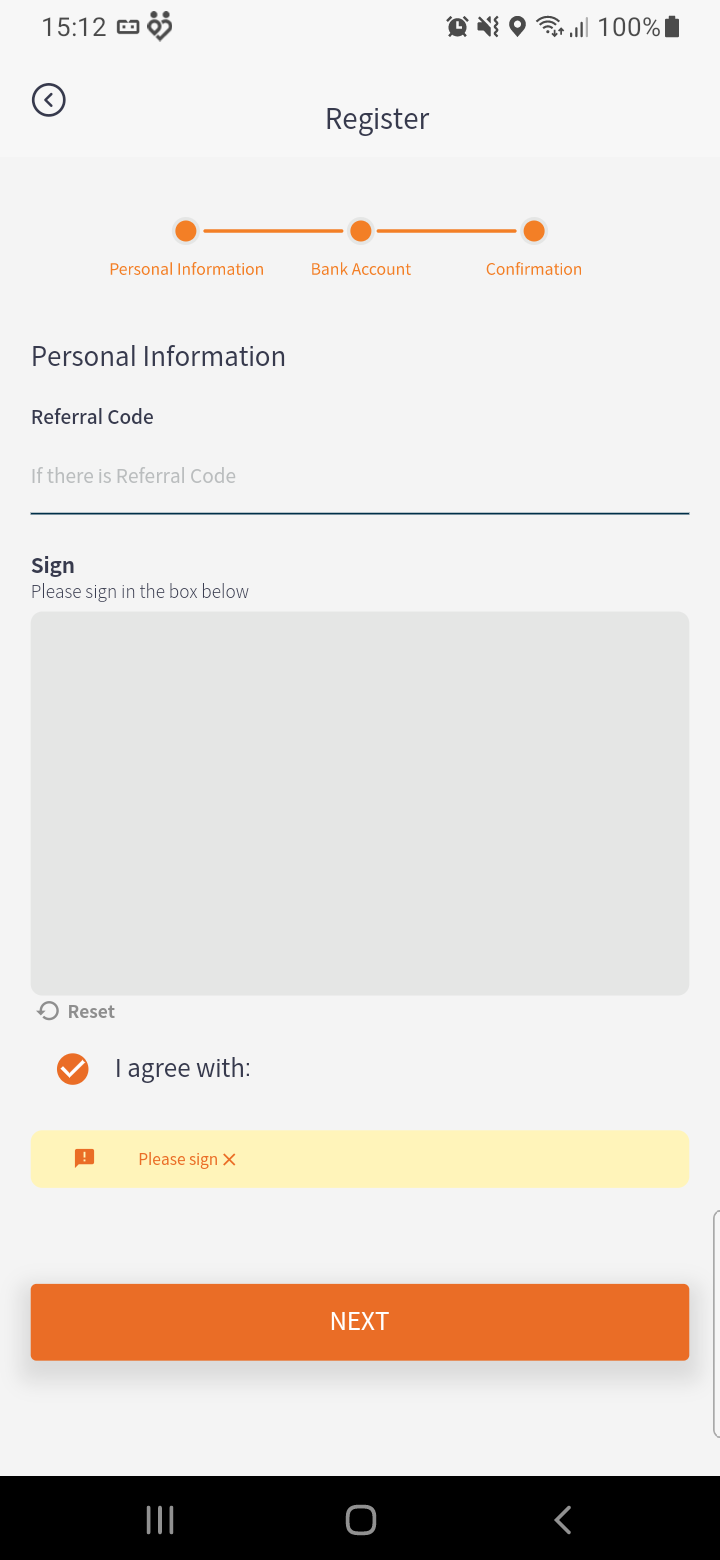 15:12 100%
Register
Personal Information Bank Account Confirmation
Personal Information
Referral Code
If there is Referral Code
Sign
Please sign in the box below
Reset
I agree with:
Please sign
NEXT